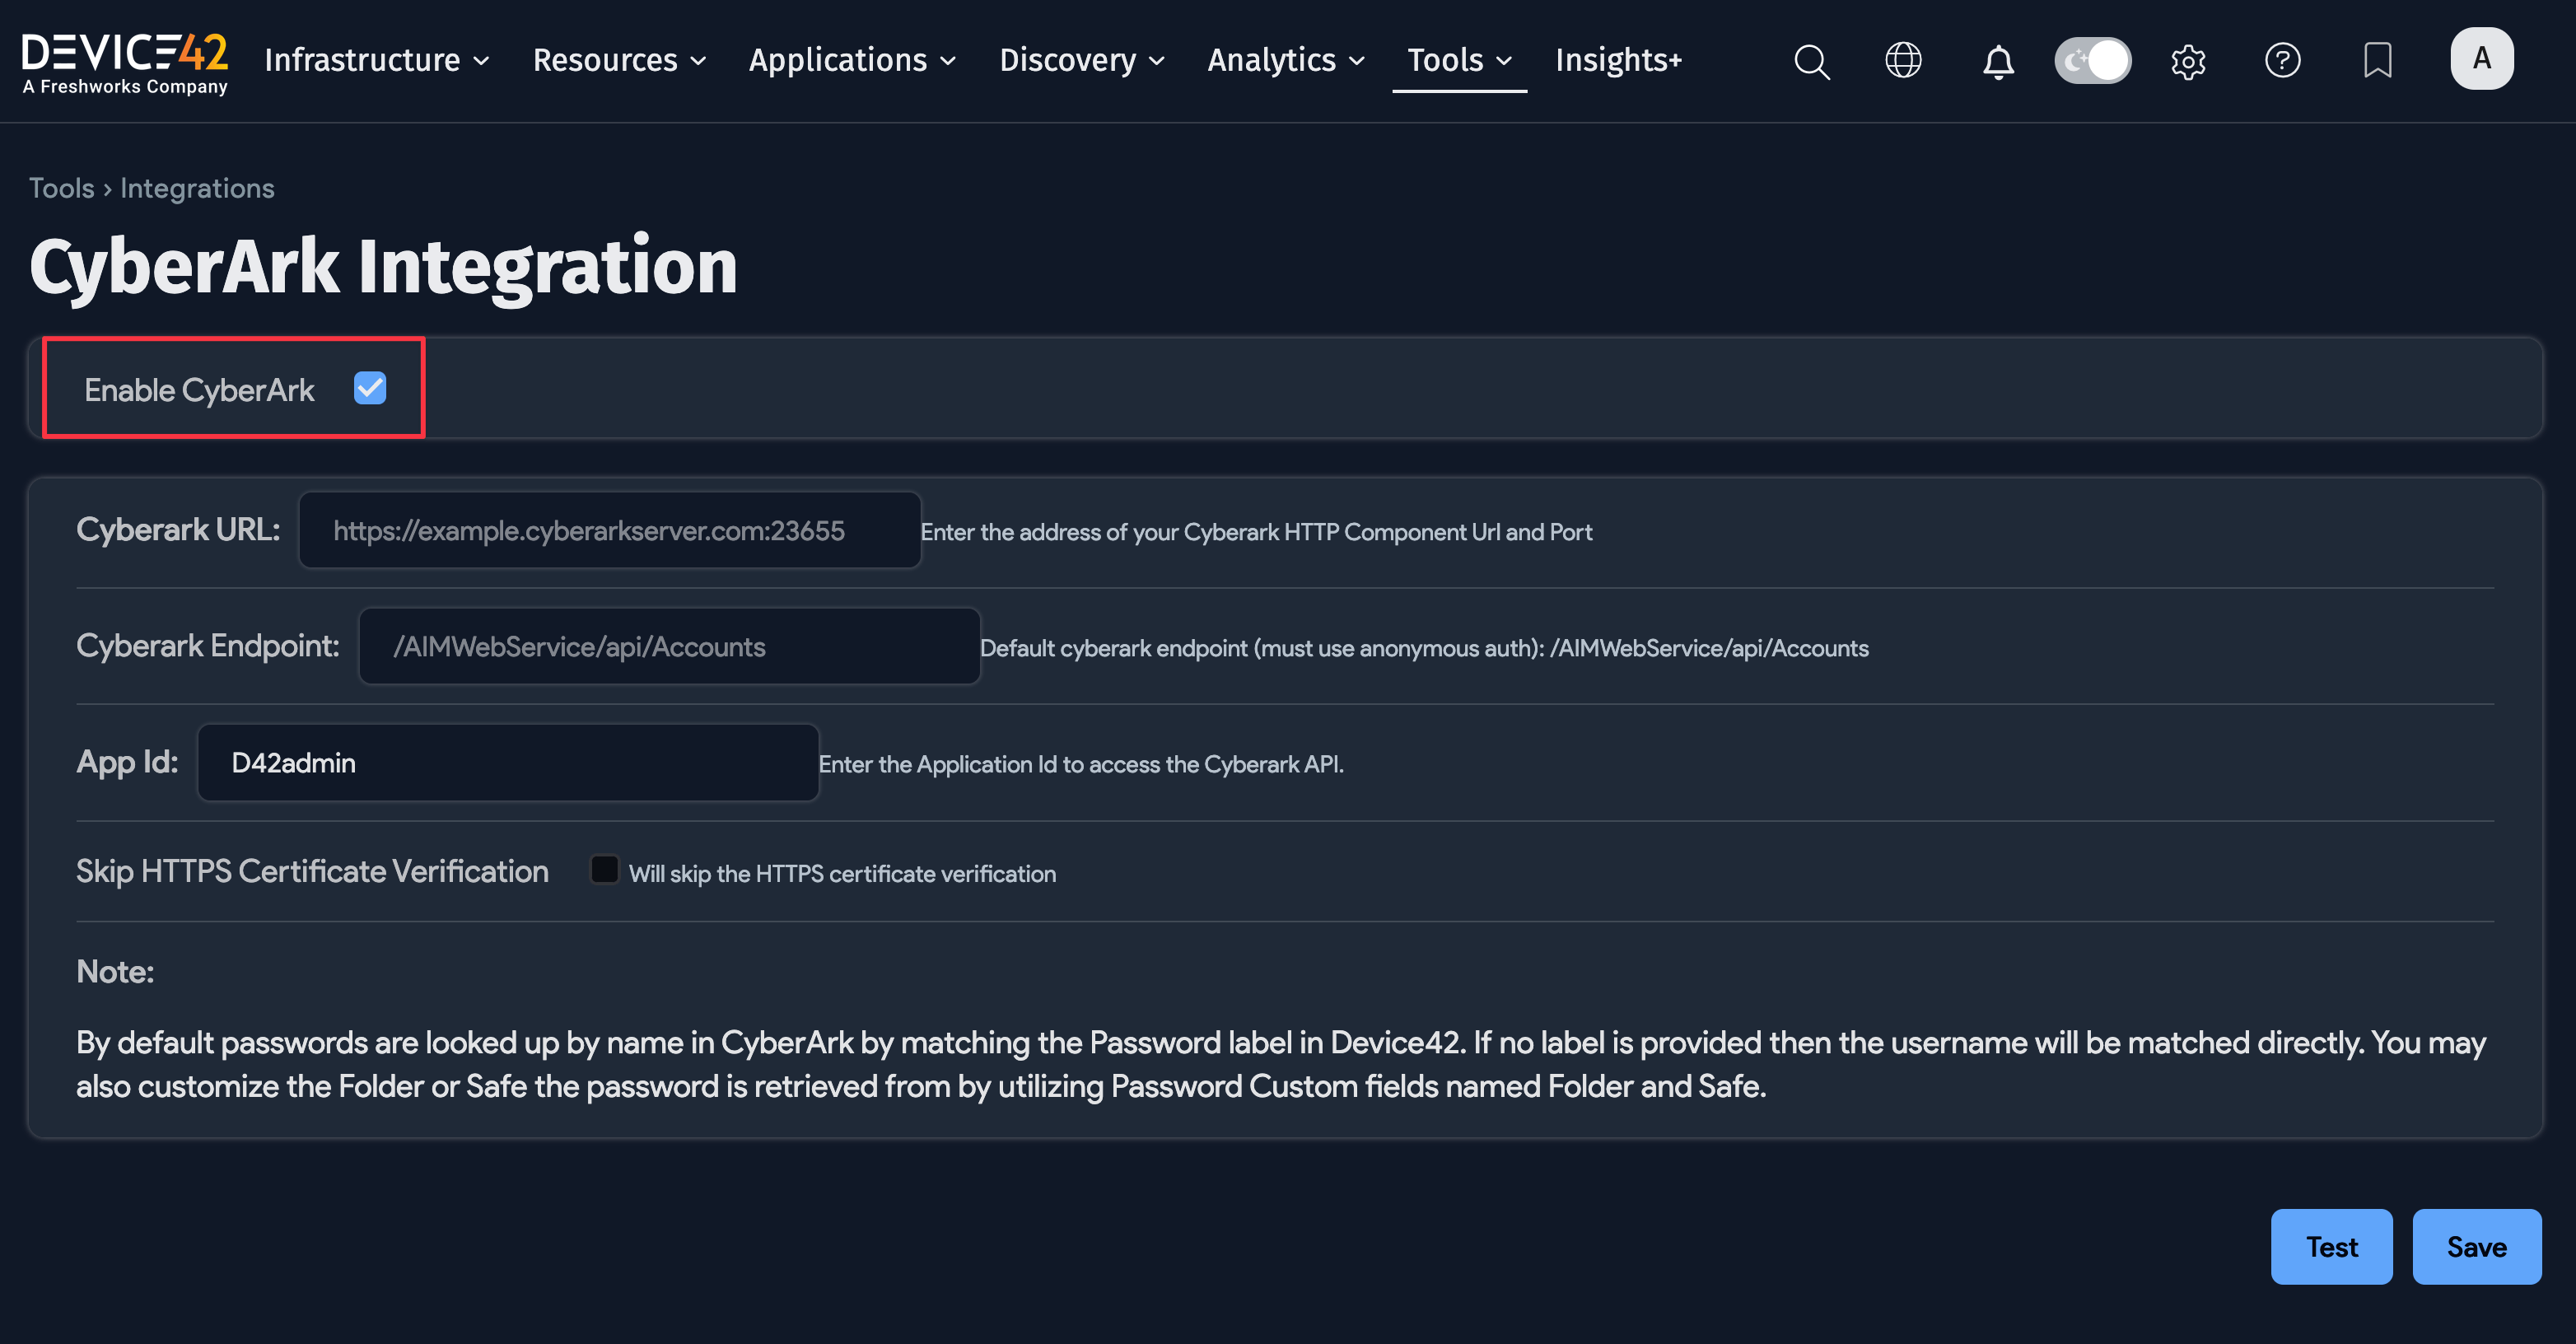 DEVICE42
A Freshworks Company
Infrastructure Resources Applications Discovery Analytics Tools Insights+ A
Tools › Integrations
CyberArk Integration
Enable CyberArk
Cyberark URL: https://example.cyberarkserver.com:23655 Enter the address of your Cyberark HTTP Component Url and Port
Cyberark Endpoint: /AIMWebService/api/Accounts Default cyberark endpoint (must use anonymous auth): /AIMWebService/api/Accounts
App Id: D42admin Enter the Application Id to access the Cyberark API.
Skip HTTPS Certificate Verification Will skip the HTTPS certificate verification
Note:
By default passwords are looked up by name in CyberArk by matching the Password label in Device42. If no label is provided then the username will be matched directly. You may
also customize the Folder or Safe the password is retrieved from by utilizing Password Custom fields named Folder and Safe.
Test Save